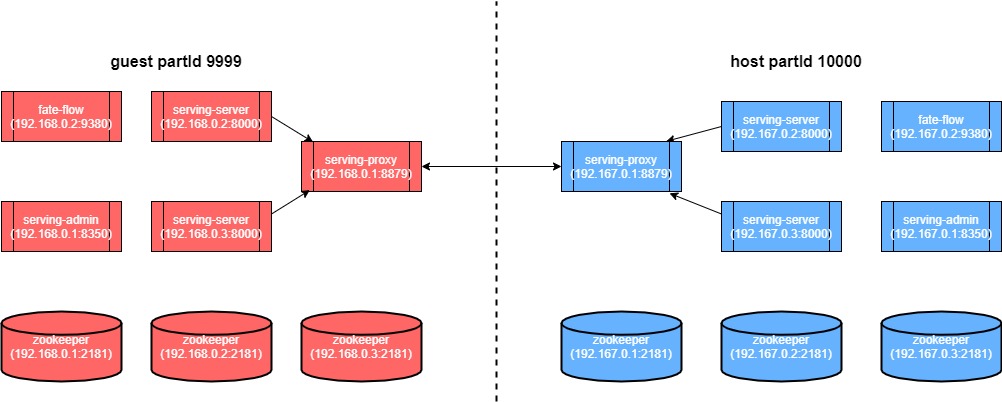 guest partId 9999
host partId 10000
fate-flow
(192.168.0.2:9380)
serving-server
(192.168.0.2:8000)
serving-server
(192.167.0.2:8000)
fate-flow
(192.167.0.2:9380)
serving-proxy
(192.168.0.1:8879)
serving-proxy
(192.167.0.1:8879)
serving-admin
(192.168.0.1:8350)
serving-server
(192.168.0.3:8000)
serving-server
(192.167.0.3:8000)
serving-admin
(192.167.0.1:8350)
zookeeper
(192.168.0.1:2181)
zookeeper
(192.168.0.2:2181)
zookeeper
(192.168.0.3:2181)
zookeeper
(192.167.0.1:2181)
zookeeper
(192.167.0.2:2181)
zookeeper
(192.167.0.3:2181)